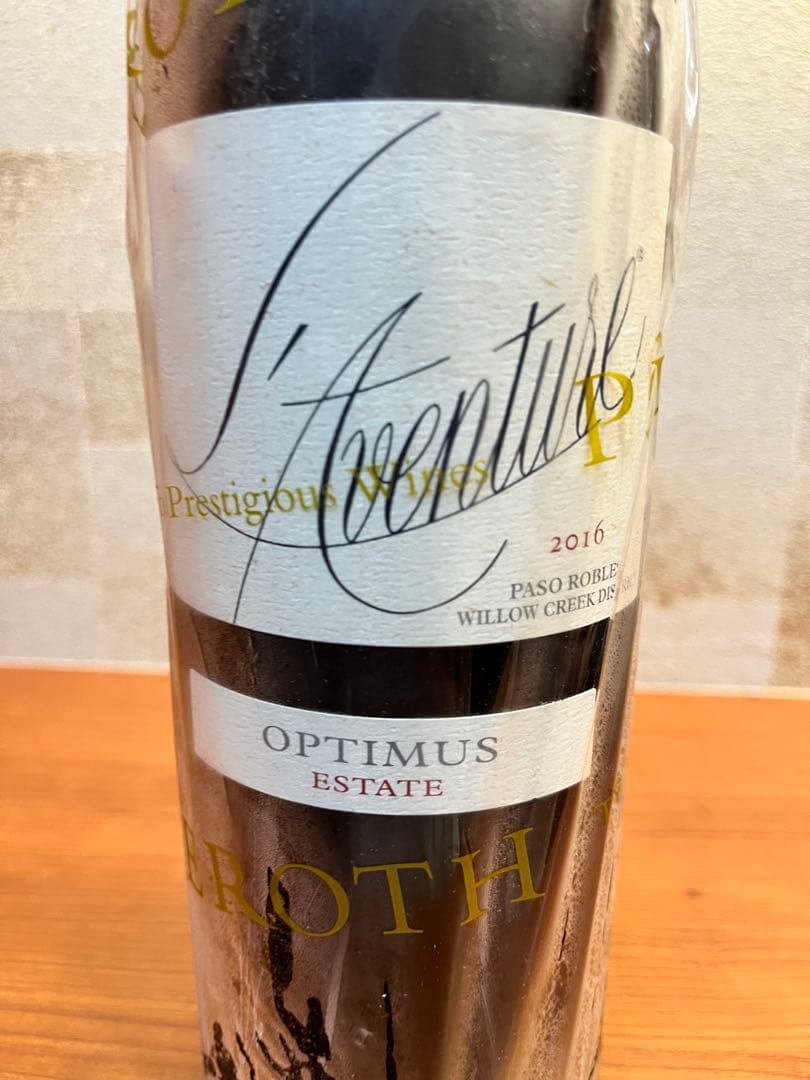 L'Aventure
Prestigious Wines
P
2016
PASO ROBLES
WILLOW CREEK DIS
OPTIMUS
ESTATE
EROTH